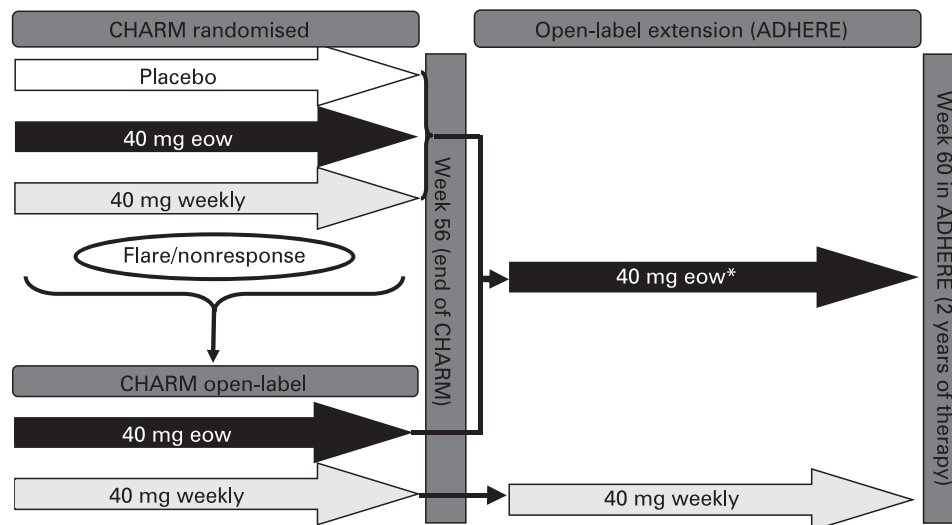 CHARM randomised
Placebo
40 mg eow
40 mg weekly
Flare/nonresponse
CHARM open-label
40 mg eow
40 mg weekly
Week 56 (end of CHARM)
Open-label extension (ADHERE)
40 mg eow*
40 mg weekly
Week 60 in ADHERE (2 years of therapy)